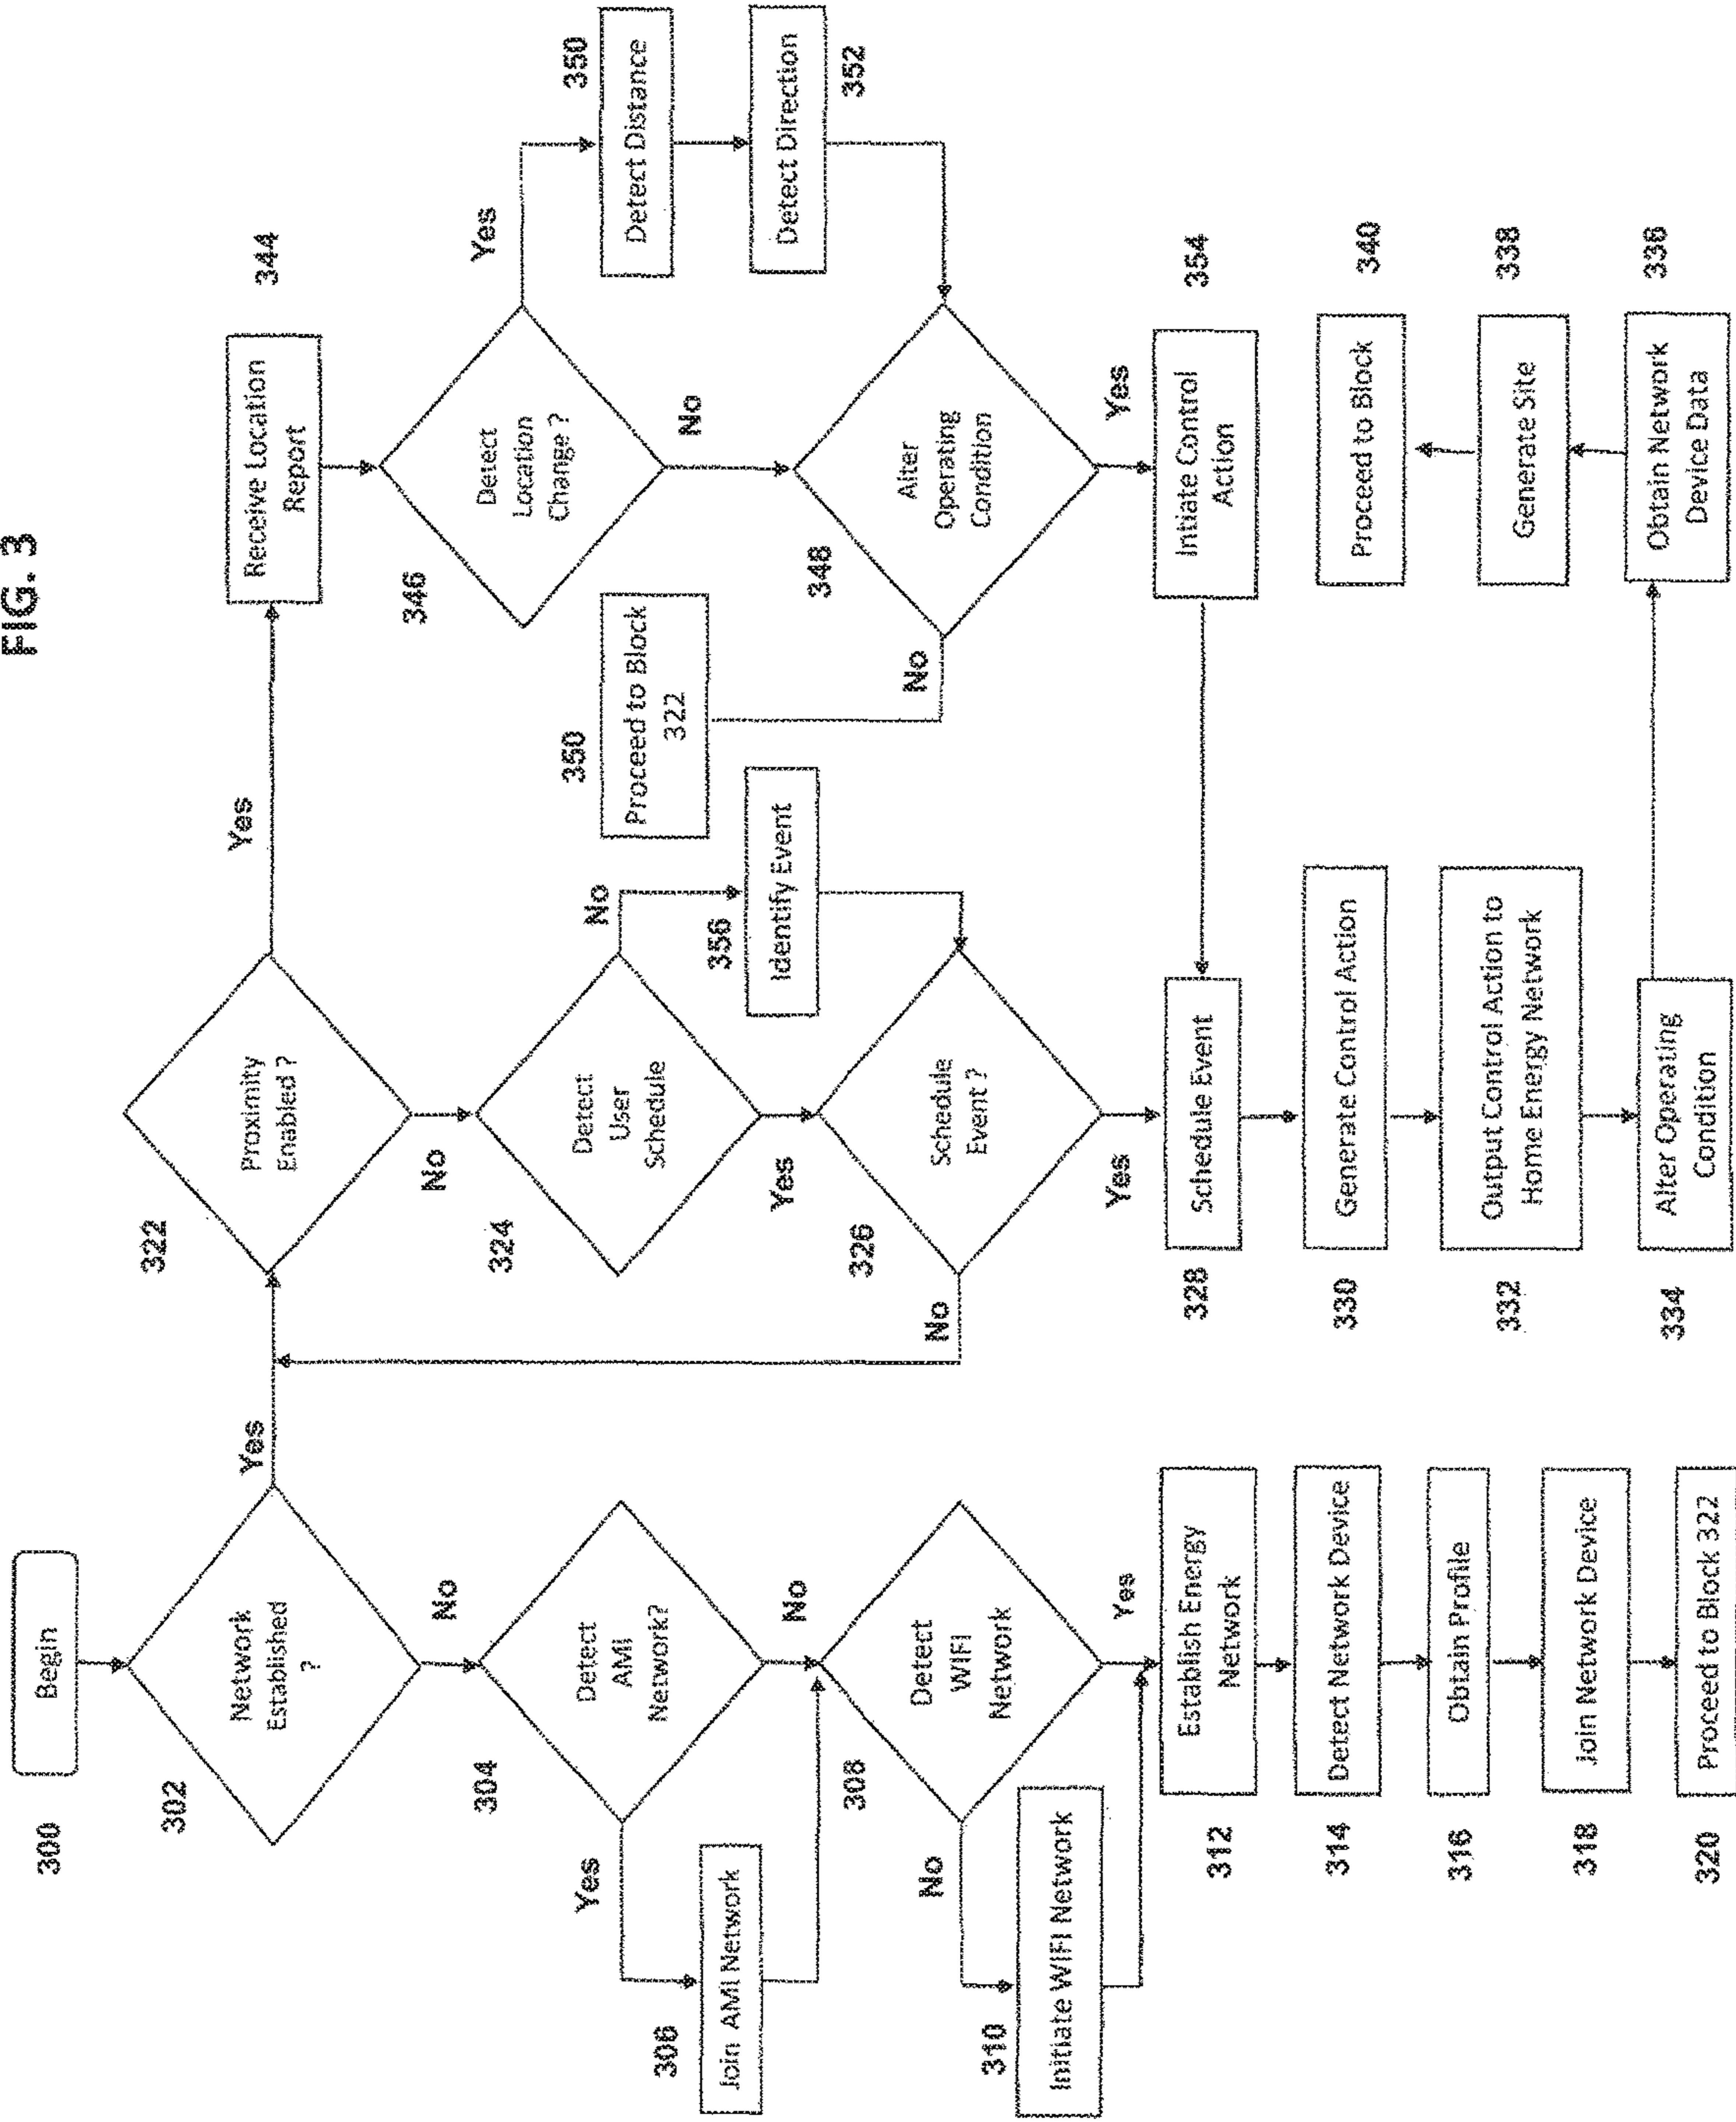 FIG. 3
300
Begin
302
Network
Established
?
Yes
No
304
Detect
AMI
Network?
Yes
No
306
Join AMI Network
308
Detect
WIFI
Network
No
Yes
310
Initiate WIFI Network
312
Establish Energy
Network
314
Detect Network Device
316
Obtain Profile
318
Join Network Device
320
Proceed to Block 322
322
Proximity
Enabled ?
Yes
No
324
Detect
User
Schedule
No
Yes
356
Identify Event
326
Schedule
Event ?
No
Yes
328
Schedule Event
330
Generate Control Action
332
Output Control Action to
Home Energy Network
334
Alter Operating
Condition
344
Receive Location
Report
346
Detect
Location
Change ?
Yes
No
350
Detect Distance
352
Detect Direction
350
Proceed to Block
322
348
Alter
Operating
Condition
No
Yes
354
Initiate Control
Action
340
Proceed to Block
338
Generate Site
336
Obtain Network
Device Data